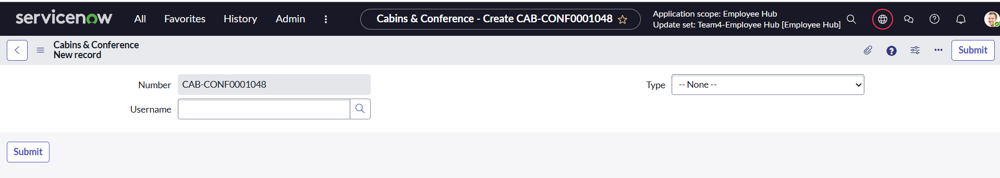 servicenow All Favorites History Admin Cabins & Conference - Create CAB-CONF0001048 Application scope: Employee Hub
Update set: Team4-Employee Hub [Employee Hub]
Cabins & Conference
New record
Submit
Number CAB-CONF0001048 Type -- None --
Username
Submit